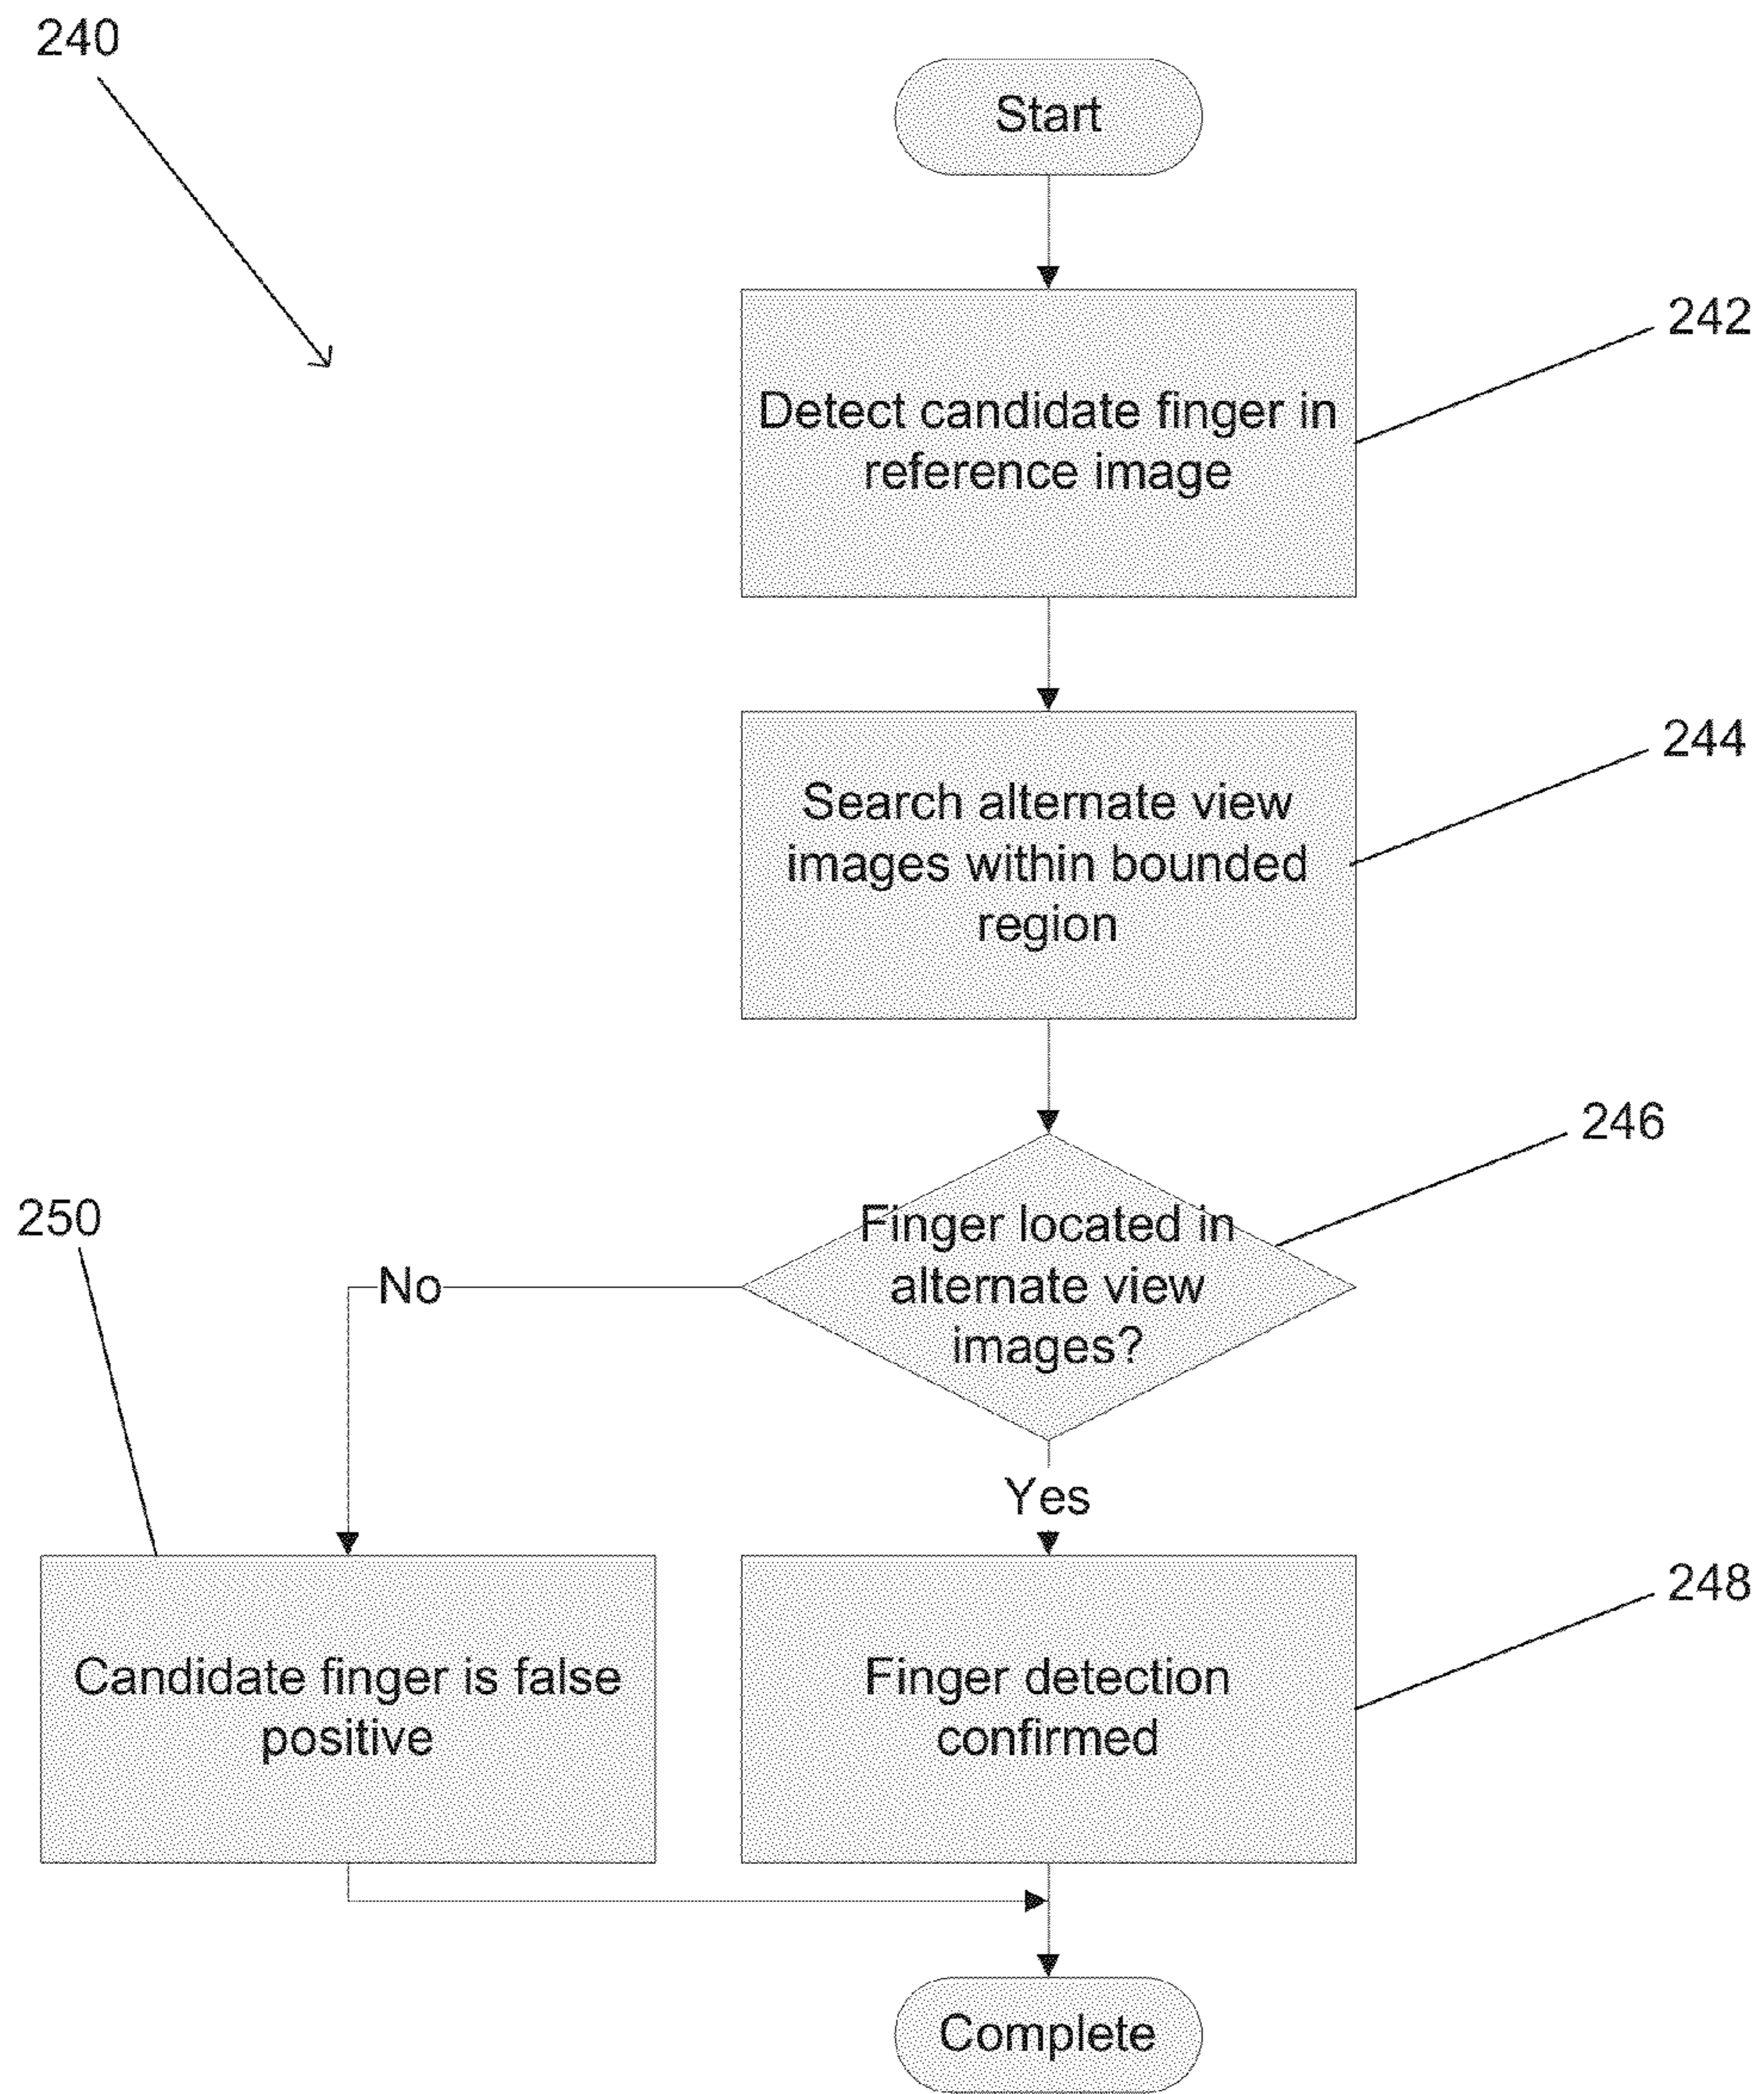 240
Start
242
Detect candidate finger in
reference image
244
Search alternate view
images within bounded
region
246
Finger located in
alternate view
images?
250
No
Yes
248
Candidate finger is false
positive
Finger detection
confirmed
Complete